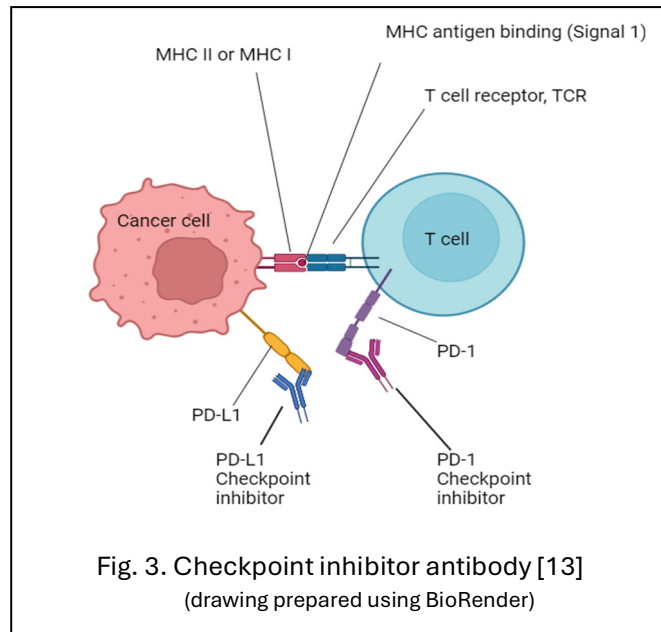 MHC antigen binding (Signal 1)
MHC II or MHC I
T cell receptor, TCR
Cancer cell
T cell
PD-1
PD-L1
PD-L1
Checkpoint
inhibitor
PD-1
Checkpoint
inhibitor
Fig. 3. Checkpoint inhibitor antibody [13]
(drawing prepared using BioRender)